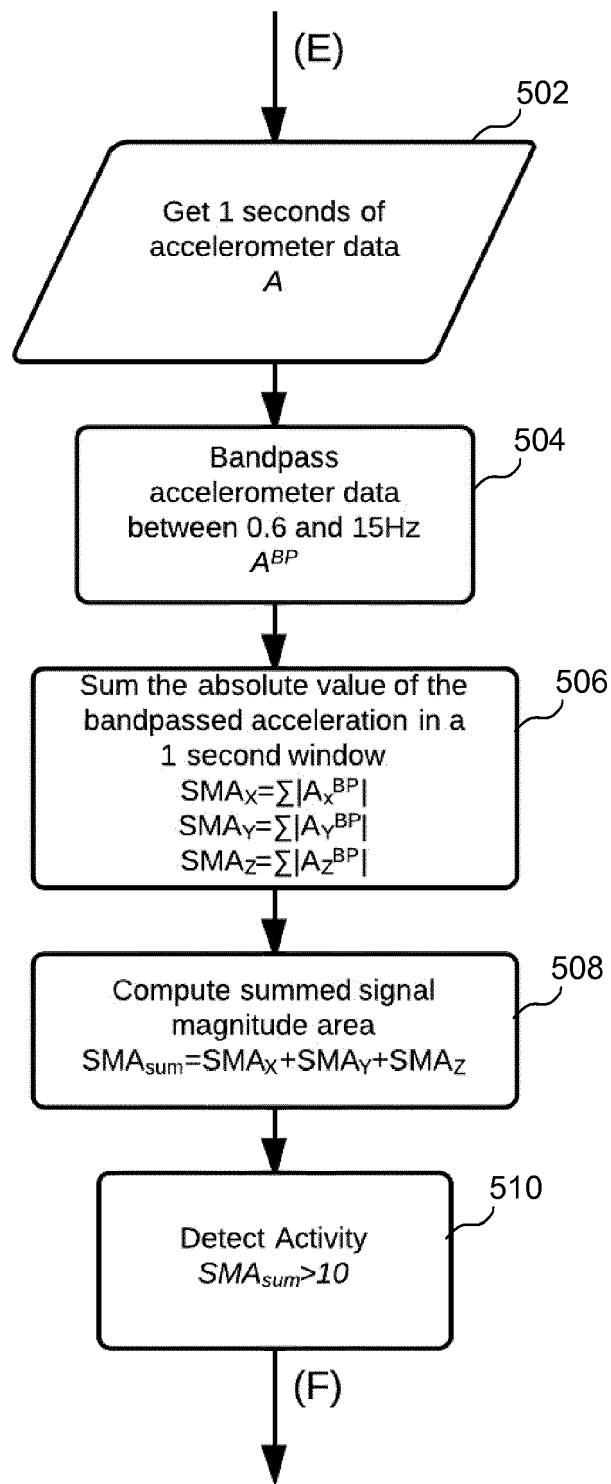 (E)
502
Get 1 seconds of
accelerometer data
A
504
Bandpass
accelerometer data
between 0.6 and 15Hz
A^BP
506
Sum the absolute value of the
bandpassed acceleration in a
1 second window
SMA_X=∑|A_x^BP|
SMA_Y=∑|A_Y^BP|
SMA_Z=∑|A_Z^BP|
508
Compute summed signal
magnitude area
SMA_sum=SMA_X+SMA_Y+SMA_Z
510
Detect Activity
SMA_sum>10
(F)